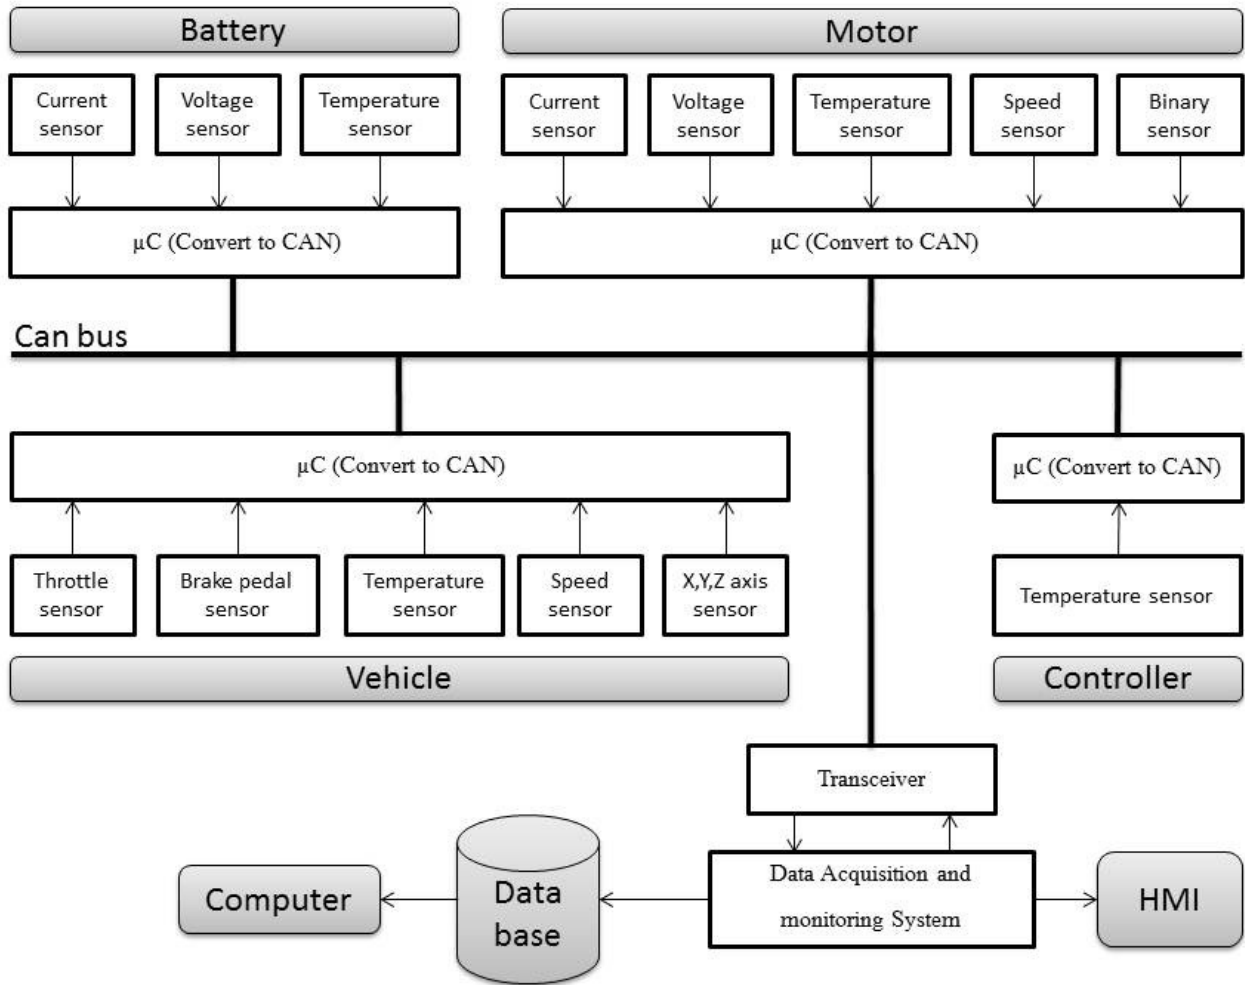 Battery
Motor
Current
sensor
Voltage
sensor
Temperature
sensor
Current
sensor
Voltage
sensor
Temperature
sensor
Speed
sensor
Binary
sensor
µC (Convert to CAN)
µC (Convert to CAN)
Can bus
µC (Convert to CAN)
µC (Convert to CAN)
Throttle
sensor
Brake pedal
sensor
Temperature
sensor
Speed
sensor
X,Y,Z axis
sensor
Temperature sensor
Vehicle
Controller
Transceiver
Data Acquisition and
monitoring System
Data
base
Computer
HMI